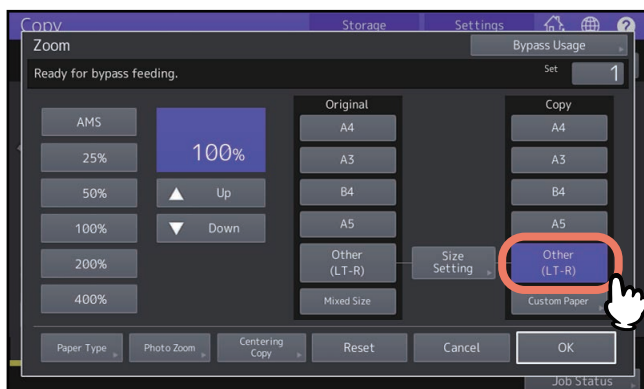 Copy
Storage
Settings
Zoom
Bypass Usage
Ready for bypass feeding.
Set
1
Original
Copy
AMS
25%
50%
100%
200%
400%
100%
Up
Down
A4
A3
B4
A5
Other
(LT-R)
Mixed Size
Size
Setting
A4
A3
B4
A5
Other
(LT-R)
Custom Paper
Paper Type
Photo Zoom
Centering
Copy
Reset
Cancel
OK
Job Status